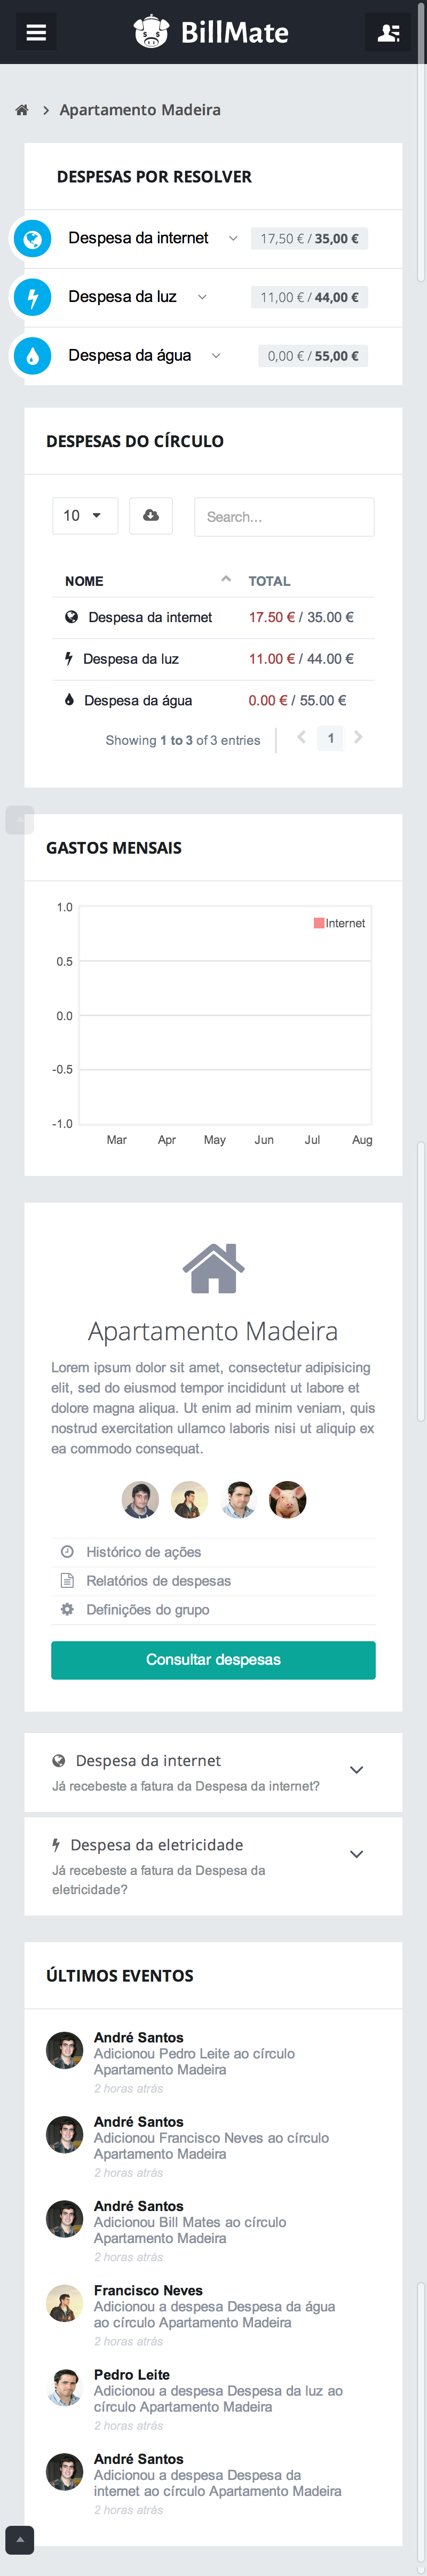 BillMate
Apartamento Madeira
DESPESAS POR RESOLVER
Despesa da internet 17,50 € / 35,00 €
Despesa da luz 11,00 € / 44,00 €
Despesa da água 0,00 € / 55,00 €
DESPESAS DO CÍRCULO
10 Search...
NOME TOTAL
Despesa da internet 17.50 € / 35.00 €
Despesa da luz 11.00 € / 44.00 €
Despesa da água 0.00 € / 55.00 €
Showing 1 to 3 of 3 entries 1
GASTOS MENSAIS
1.0
Internet
0.5
0.0
-0.5
-1.0
Mar Apr May Jun Jul Aug
Apartamento Madeira
Lorem ipsum dolor sit amet, consectetur adipisicing
elit, sed do eiusmod tempor incididunt ut labore et
dolore magna aliqua. Ut enim ad minim veniam, quis
nostrud exercitation ullamco laboris nisi ut aliquip ex
ea commodo consequat.
Histórico de ações
Relatórios de despesas
Definições do grupo
Consultar despesas
Despesa da internet
Já recebeste a fatura da Despesa da internet?
Despesa da eletricidade
Já recebeste a fatura da Despesa da
eletricidade?
ÚLTIMOS EVENTOS
André Santos
Adicionou Pedro Leite ao círculo
Apartamento Madeira
2 horas atrás
André Santos
Adicionou Francisco Neves ao círculo
Apartamento Madeira
2 horas atrás
André Santos
Adicionou Bill Mates ao círculo
Apartamento Madeira
2 horas atrás
Francisco Neves
Adicionou a despesa Despesa da água
ao círculo Apartamento Madeira
2 horas atrás
Pedro Leite
Adicionou a despesa Despesa da luz ao
círculo Apartamento Madeira
2 horas atrás
André Santos
Adicionou a despesa Despesa da
internet ao círculo Apartamento Madeira
2 horas atrás